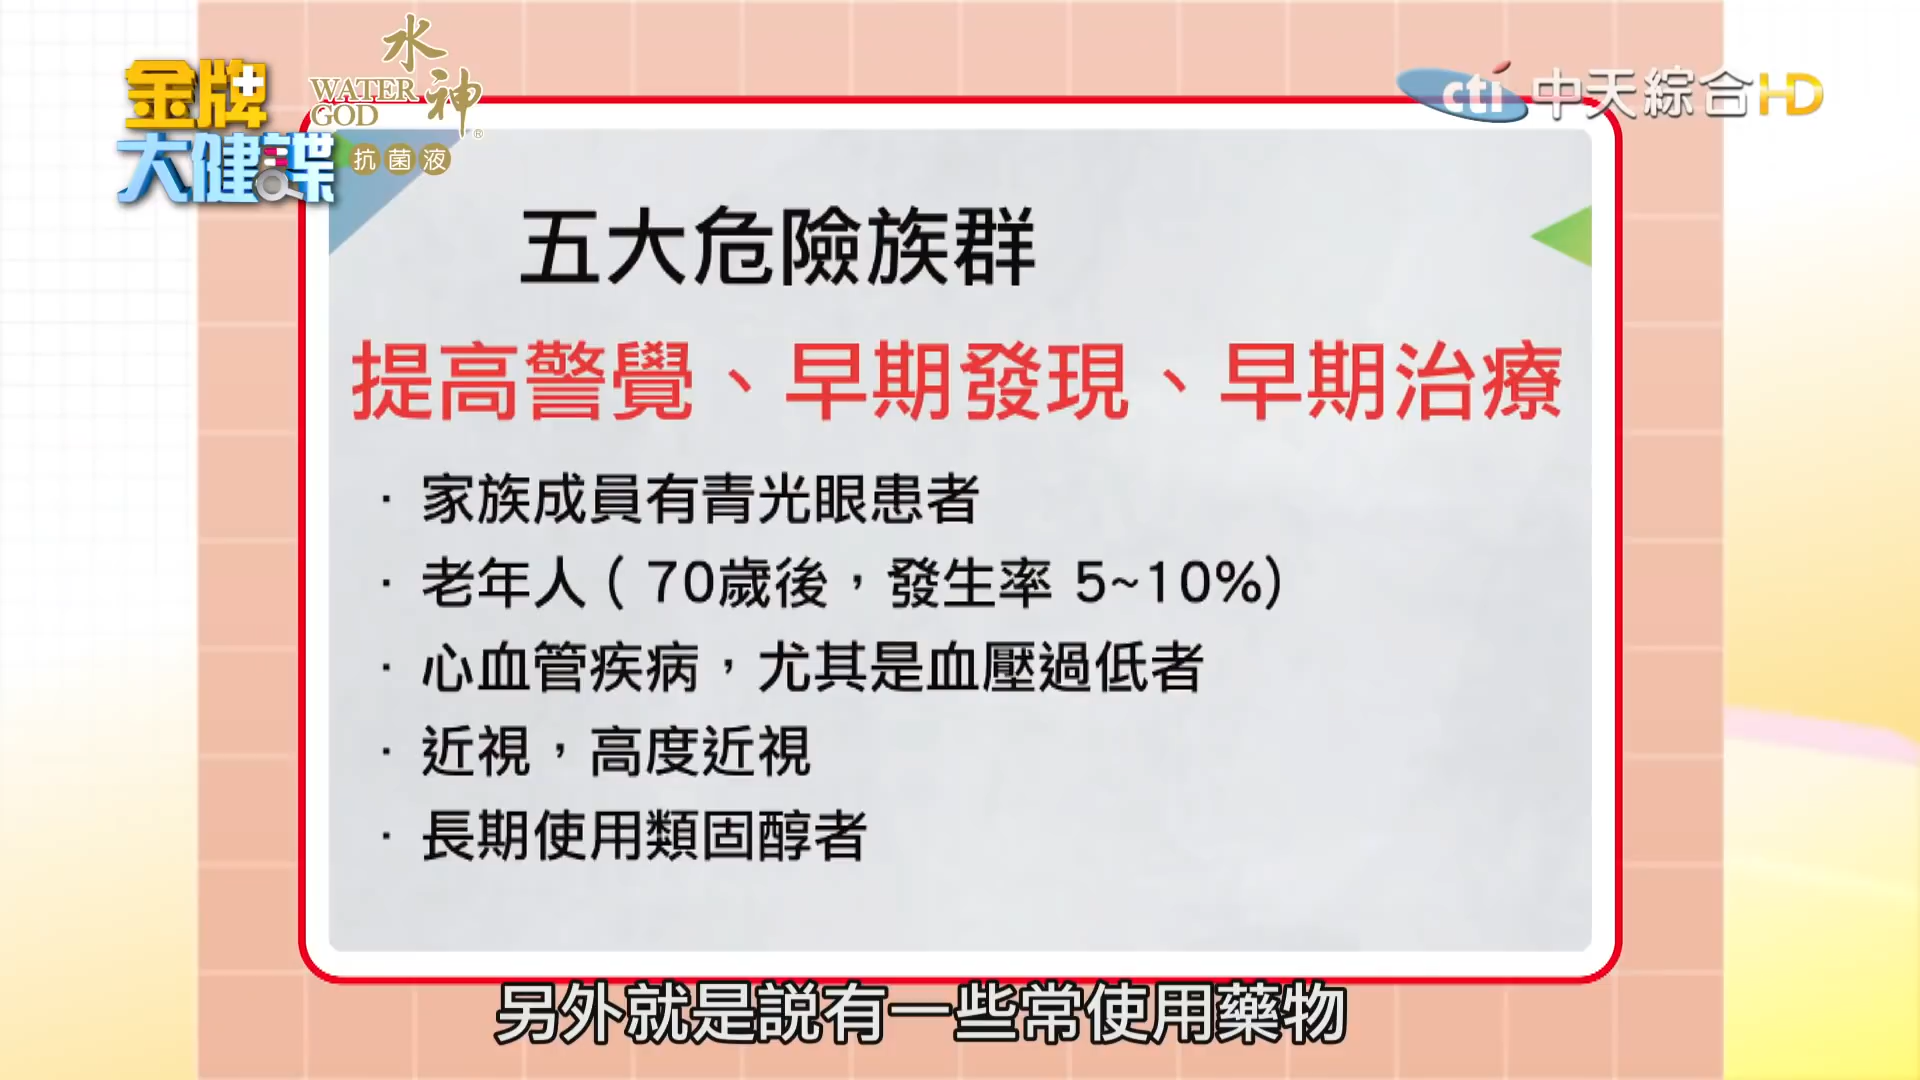 水神
WATER
GOD
®
抗菌液
金牌
大健諜
cti 中天綜合HD
五大危險族群
提高警覺、早期發現、早期治療
· 家族成員有青光眼患者
· 老年人(70歲後,發生率 5~10%)
· 心血管疾病,尤其是血壓過低者
· 近視,高度近視
· 長期使用類固醇者
另外就是說有一些常使用藥物